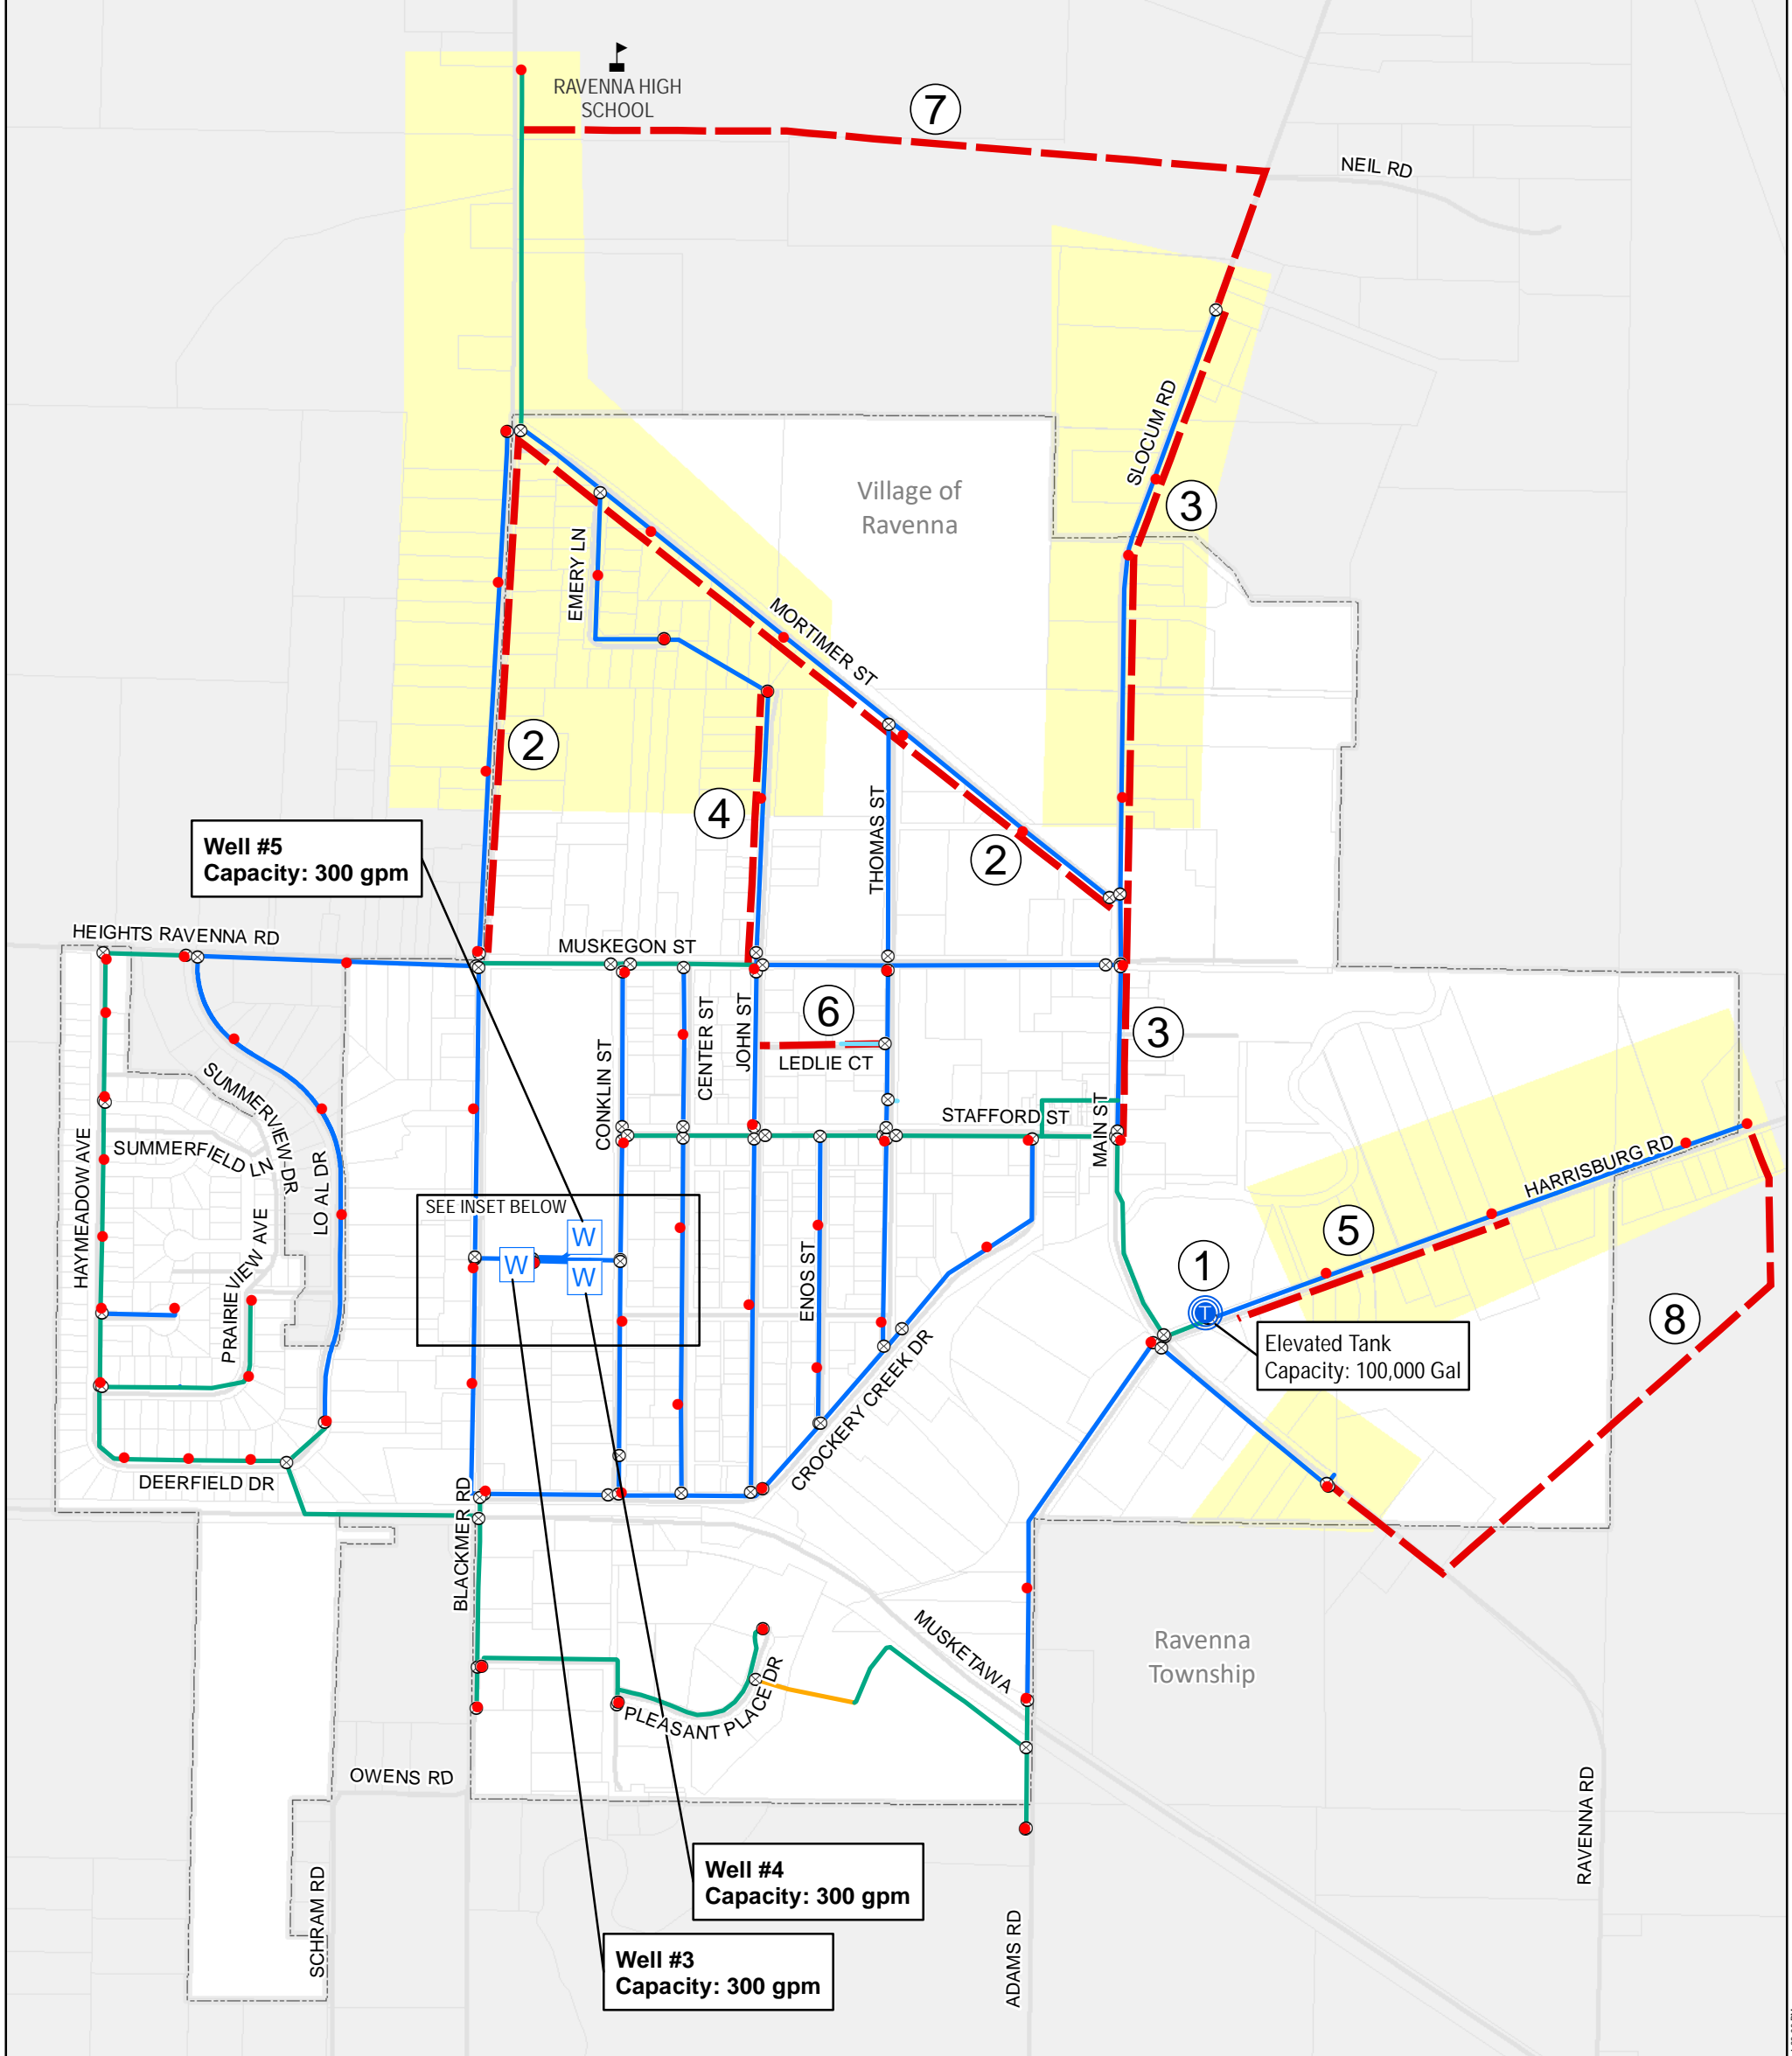 RAVENNA HIGH
SCHOOL
7
NEIL RD
SLOCUM RD
3
Village of
Ravenna
EMERY LN
MORTIMER ST
2
4
THOMAS ST
2
Well #5
Capacity: 300 gpm
HEIGHTS RAVENNA RD
MUSKEGON ST
CONKLIN ST
CENTER ST
JOHN ST
6
LEDLIE CT
3
STAFFORD ST
MAIN ST
HAYMEADOW AVE
SUMMERVIEW DR
SUMMERFIELD LN
LO AL DR
PRAIRIE VIEW AVE
SEE INSET BELOW
W
W
W
ENOS ST
HARRISBURG RD
5
1
T
Elevated Tank
Capacity: 100,000 Gal
8
CROCKERY CREEK DR
DEERFIELD DR
BLACKMER RD
MUSKETAWA
Ravenna
Township
PLEASANT PLACE DR
OWENS RD
RAVENNA RD
SCHRAM RD
Well #4
Capacity: 300 gpm
ADAMS RD
Well #3
Capacity: 300 gpm